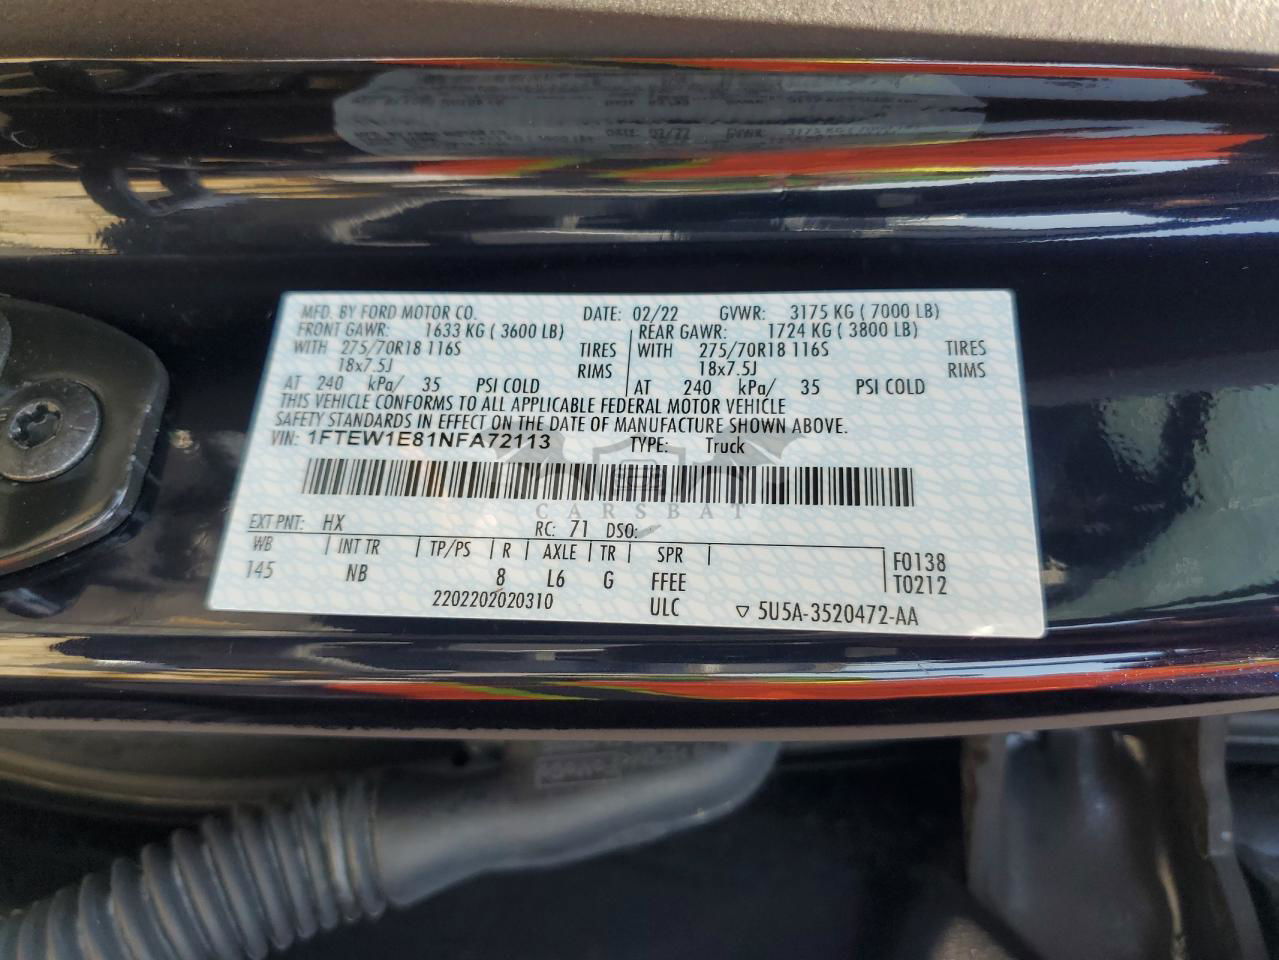 MFD. BY FORD MOTOR CO. DATE: 02/22 GVWR: 3175 KG ( 7000 LB)
FRONT GAWR: 1633 KG ( 3600 LB) REAR GAWR: 1724 KG ( 3800 LB)
WITH 275/70R18 116S TIRES WITH 275/70R18 116S TIRES
18x7.5J RIMS 18x7.5J RIMS
AT 240 kPa/ 35 PSI COLD AT 240 kPa/ 35 PSI COLD
THIS VEHICLE CONFORMS TO ALL APPLICABLE FEDERAL MOTOR VEHICLE
SAFETY STANDARDS IN EFFECT ON THE DATE OF MANUFACTURE SHOWN ABOVE.
VIN: 1FTEW1E81NFA72113 TYPE: Truck
CARSBAT
EXT PNT: HX RC: 71 DSO:
WB INT TR TP/PS R AXLE TR SPR F0138
145 NB 8 L6 G FFEE T0212
2202202020310 ULC ▽ 5U5A-3520472-AA